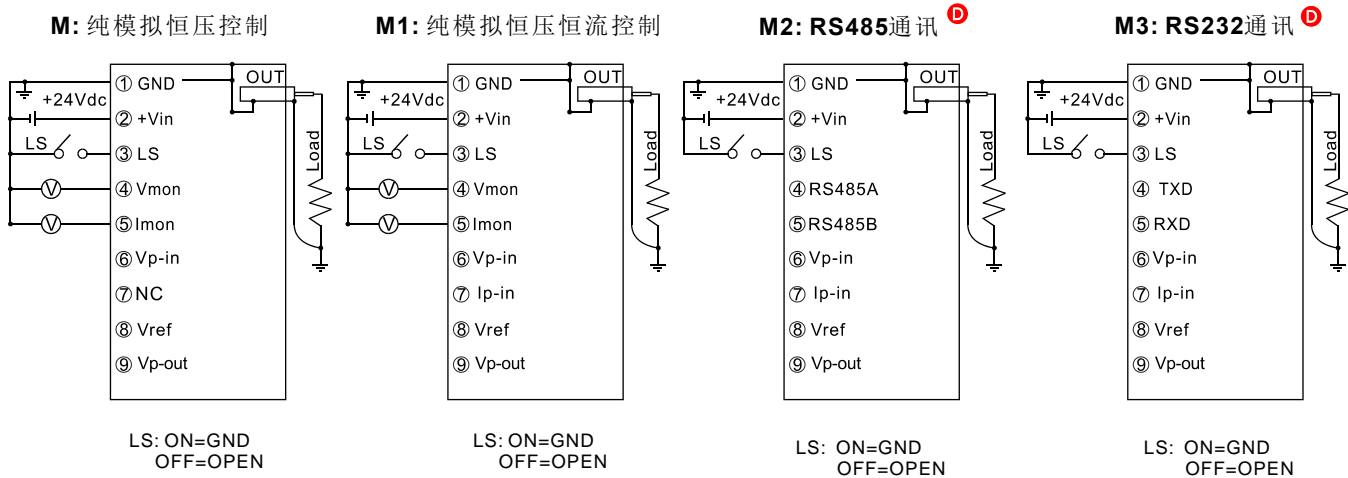 M: 纯模拟恒压控制
OUT
① GND
+24Vdc
② +Vin
LS
③ LS
Load
④ Vmon
V
⑤ Imon
V
⑥ Vp-in
⑦ NC
⑧ Vref
⑨ Vp-out
LS: ON=GND
OFF=OPEN
M1: 纯模拟恒压恒流控制
OUT
① GND
+24Vdc
② +Vin
LS
③ LS
Load
④ Vmon
V
⑤ Imon
V
⑥ Vp-in
⑦ Ip-in
⑧ Vref
⑨ Vp-out
LS: ON=GND
OFF=OPEN
M2: RS485通讯 D
OUT
① GND
+24Vdc
② +Vin
LS
③ LS
Load
④ RS485A
⑤ RS485B
⑥ Vp-in
⑦ Ip-in
⑧ Vref
⑨ Vp-out
LS: ON=GND
OFF=OPEN
M3: RS232通讯 D
OUT
① GND
+24Vdc
② +Vin
LS
③ LS
Load
④ TXD
⑤ RXD
⑥ Vp-in
⑦ Ip-in
⑧ Vref
⑨ Vp-out
LS: ON=GND
OFF=OPEN